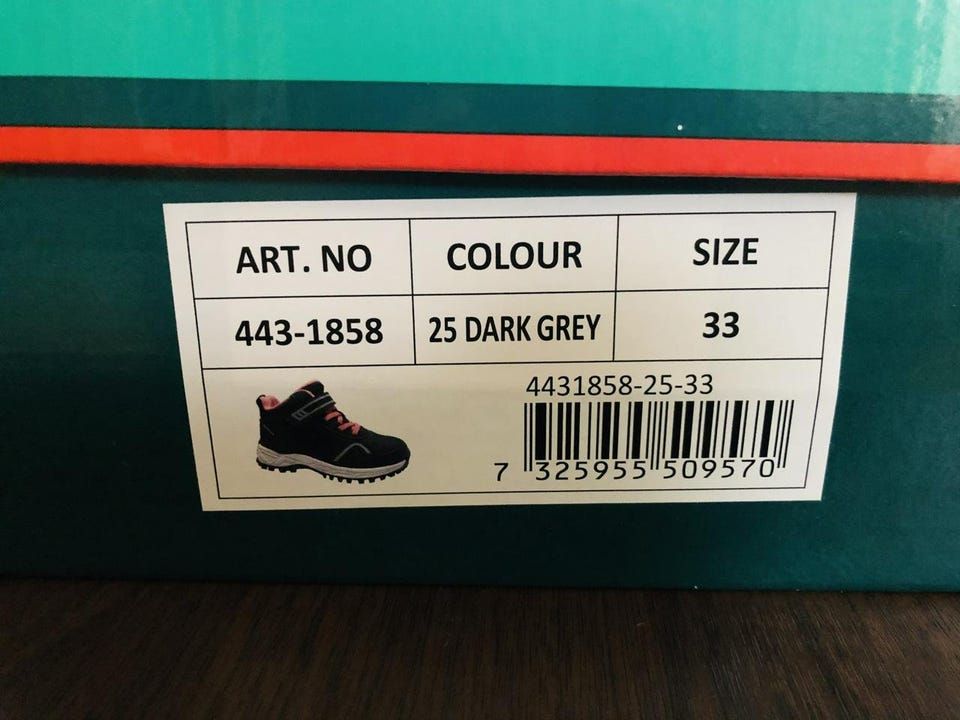 ART. NO COLOUR SIZE
443-1858 25 DARK GREY 33
4431858-25-33
7 325955 509570